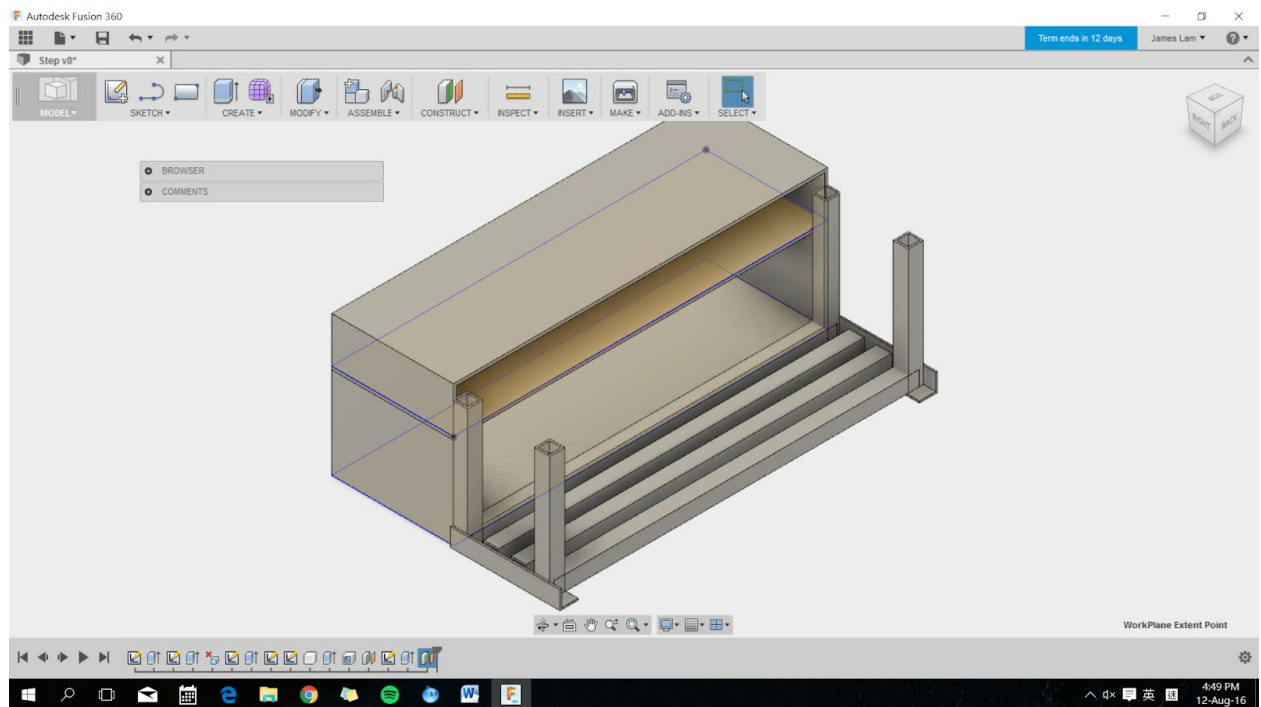 Autodesk Fusion 360
Term ends in 12 days
James Lam
Step v8*
MODEL
SKETCH
CREATE
MODIFY
ASSEMBLE
CONSTRUCT
INSPECT
INSERT
MAKE
ADD-INS
SELECT
TOP
RIGHT
BACK
BROWSER
COMMENTS
WorkPlane Extent Point
英
速
4:49 PM
12-Aug-16